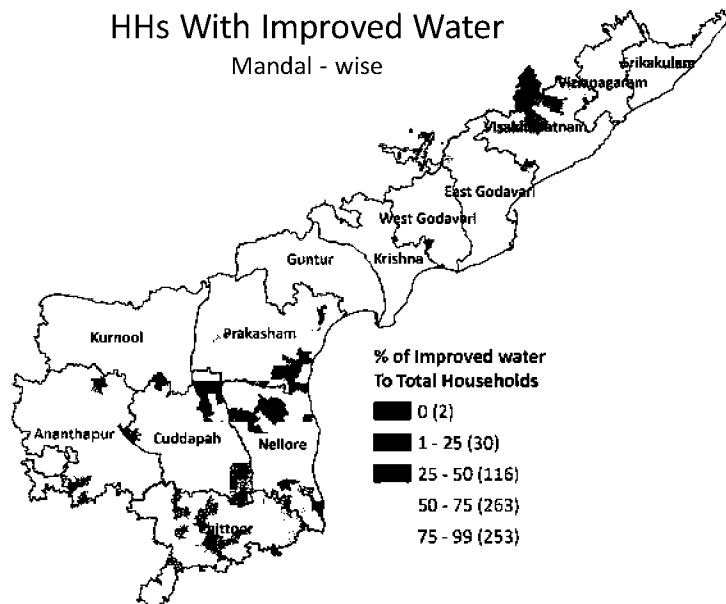 HHs With Improved Water
Mandal - wise
Srikakulam
Vizianagaram
Visakhapatnam
East Godavari
West Godavari
Krishna
Guntur
Prakasham
Kurnool
Ananthapur
Cuddapah
Nellore
Chittoor
% of Improved water
To Total Households
0 (2)
1 - 25 (30)
25 - 50 (116)
50 - 75 (263)
75 - 99 (253)